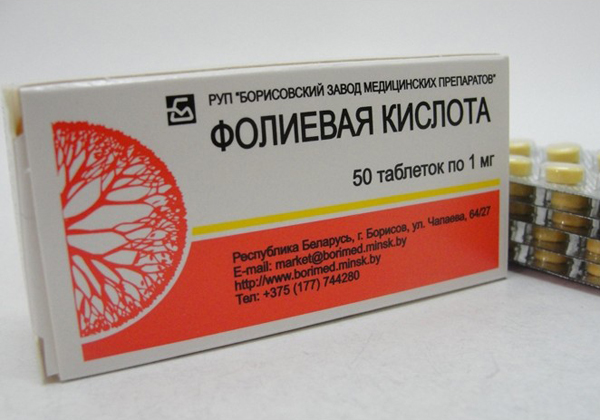 РУП "БОРИСОВСКИЙ ЗАВОД МЕДИЦИНСКИХ ПРЕПАРАТОВ"
ФОЛИЕВАЯ КИСЛОТА
50 таблеток по 1 мг
Республика Беларусь, г. Борисов, ул. Чапаева, 64/27
E-mail: market@borimed.minsk.by
http://www.borimed.minsk.by
Тел: +375 (177) 744280